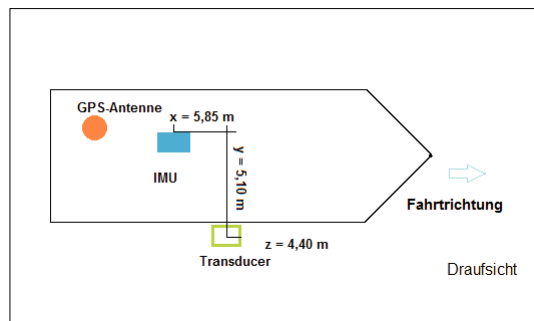 GPS-Antenne
x = 5,85 m
IMU
y = 5,10 m
Fahrtrichtung
z = 4,40 m
Transducer
Draufsicht